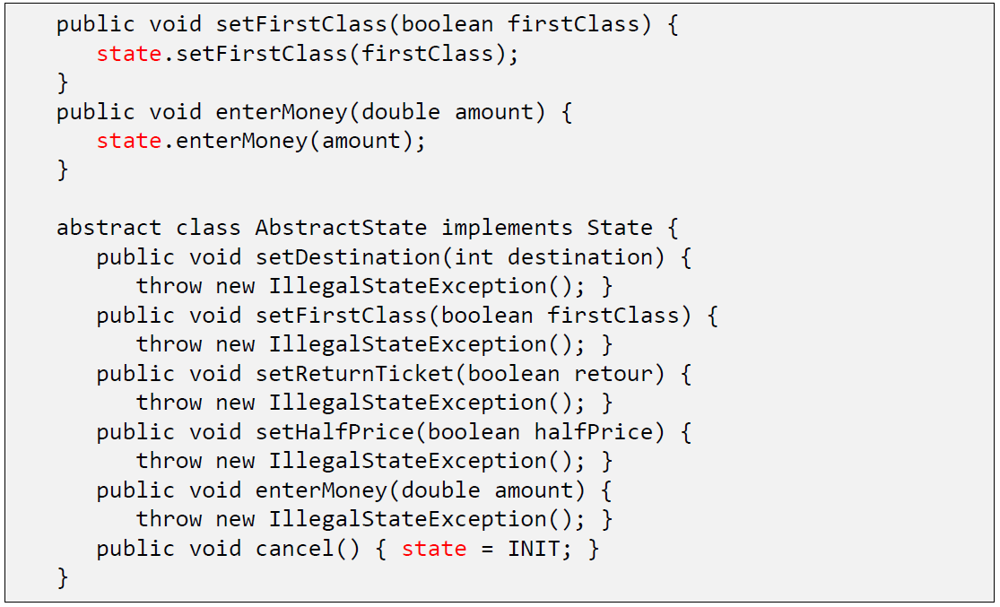 public void setFirstClass(boolean firstClass) {
   state.setFirstClass(firstClass);
}
public void enterMoney(double amount) {
   state.enterMoney(amount);
}

abstract class AbstractState implements State {
   public void setDestination(int destination) {
      throw new IllegalStateException(); }
   public void setFirstClass(boolean firstClass) {
      throw new IllegalStateException(); }
   public void setReturnTicket(boolean retour) {
      throw new IllegalStateException(); }
   public void setHalfPrice(boolean halfPrice) {
      throw new IllegalStateException(); }
   public void enterMoney(double amount) {
      throw new IllegalStateException(); }
   public void cancel() { state = INIT; }
}